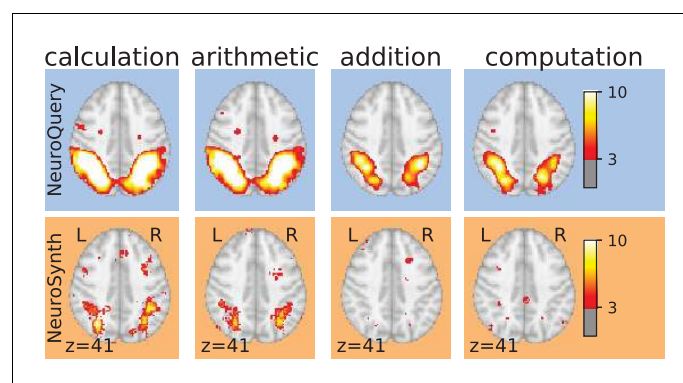 calculation arithmetic addition computation
NeuroQuery
10
3
NeuroSynth
L R L R L R L R
10
3
z=41 z=41 z=41 z=41